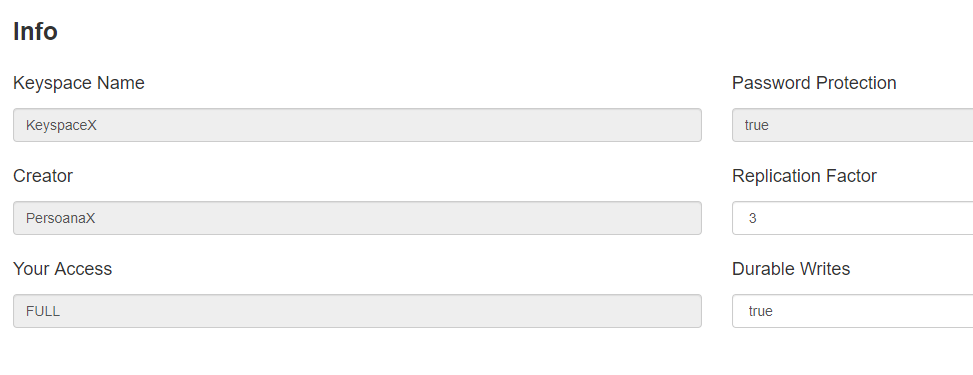 Info
Keyspace Name
KeyspaceX
Password Protection
true
Creator
PersoanaX
Replication Factor
3
Your Access
FULL
Durable Writes
true